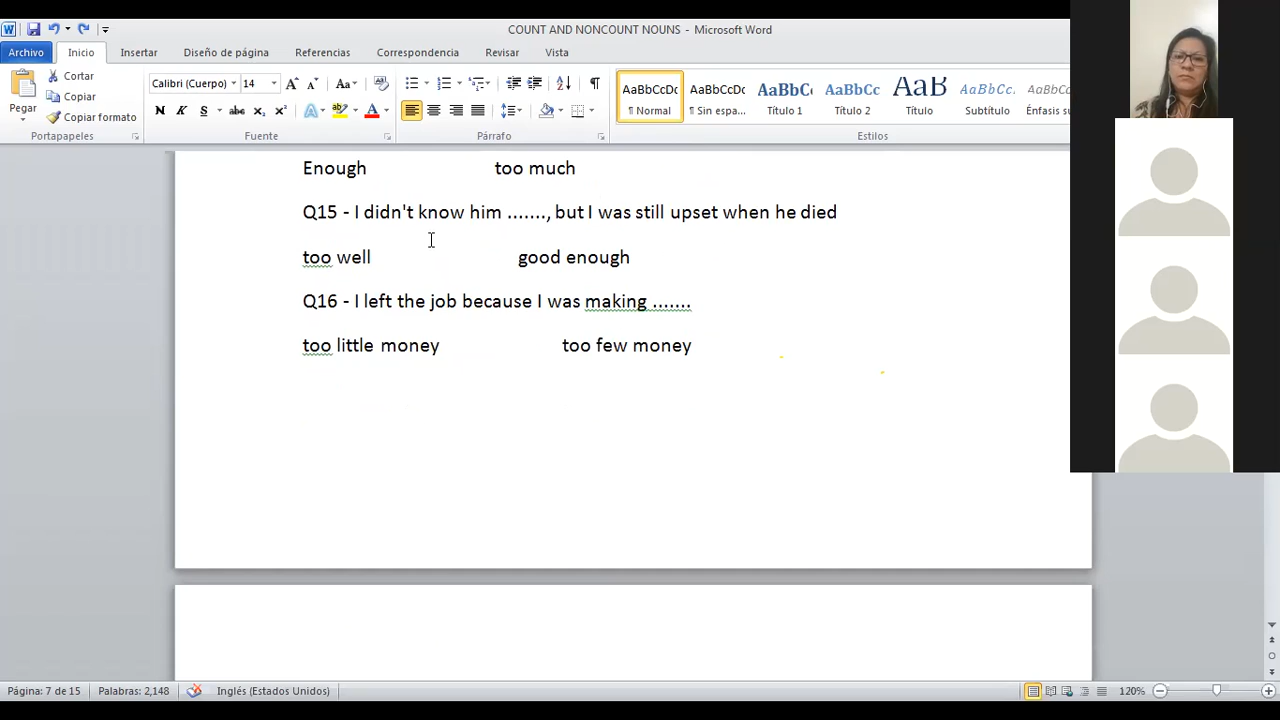 COUNT AND NONCOUNT NOUNS - Microsoft Word
Archivo Inicio Insertar Diseño de página Referencias Correspondencia Revisar Vista
Pegar
Cortar
Copiar
Copiar formato
Portapapeles
Calibri (Cuerpo) 14
Fuente
Párrafo
AaBbCcDc AaBbCcDc AaBbC AaBbCc AaB AaBbCc.
¶ Normal ¶ Sin espa... Título 1 Título 2 Título Subtítulo Énfasis su
Estilos
Enough too much
Q15 - I didn't know him ......., but I was still upset when he died
too well good enough
Q16 - I left the job because I was making .......
too little money too few money
Página: 7 de 15 Palabras: 2,148 Inglés (Estados Unidos) 120%